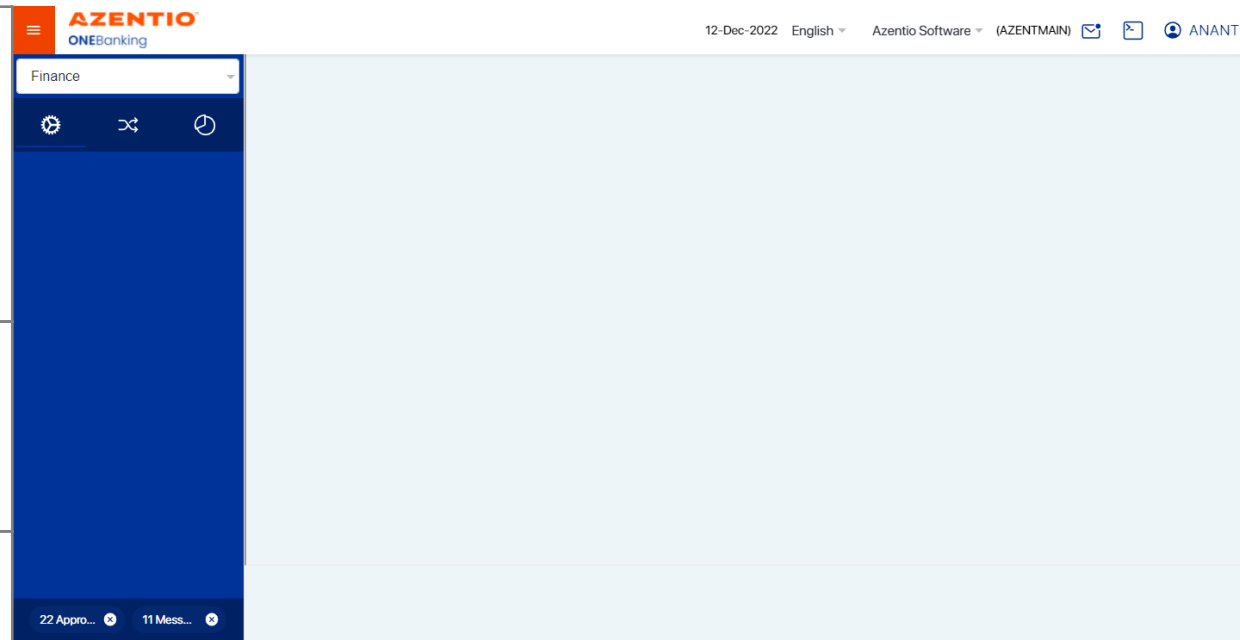 AZENTIO
ONEBanking
12-Dec-2022 English Azentio Software (AZENTMAIN) ANANT
Finance
22 Appro... 11 Mess...